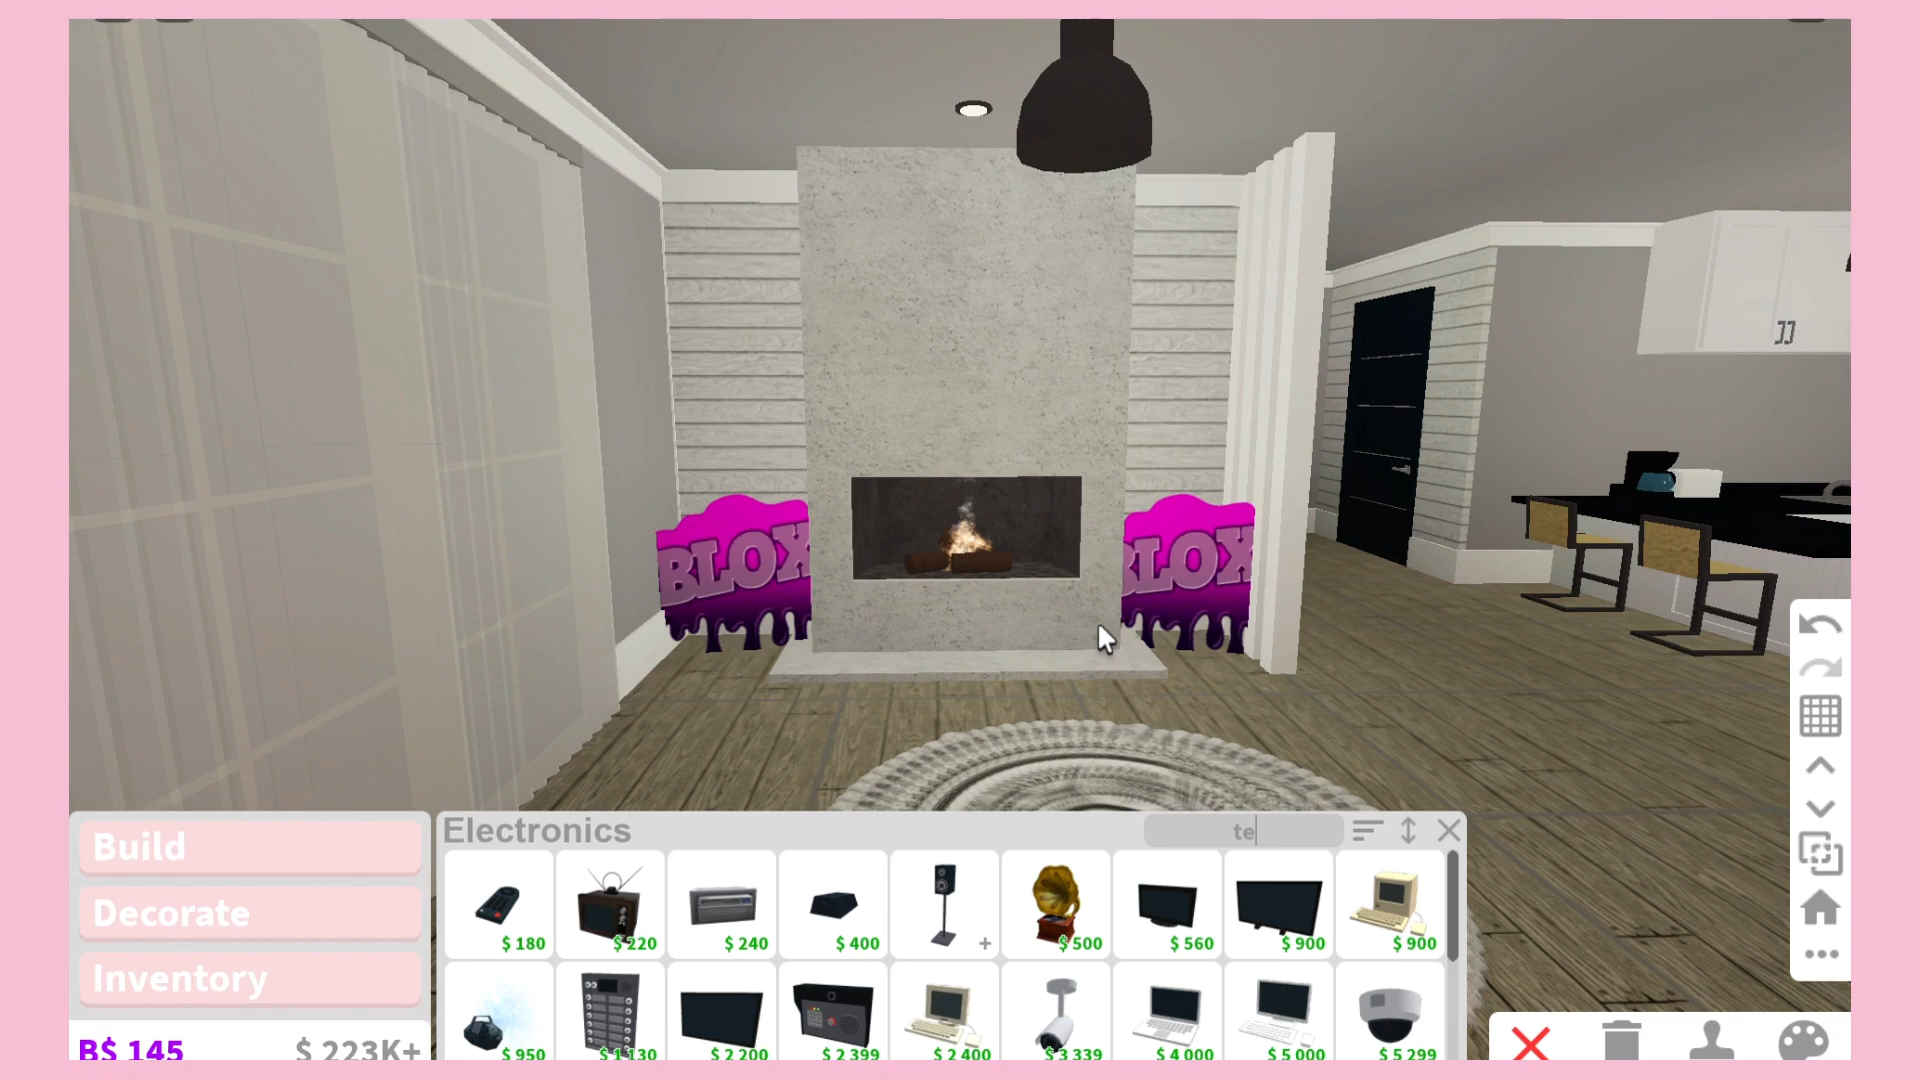 BLOX
BLOX
Electronics
te
Build
Decorate
Inventory
B$ 145
$ 223K+
$ 180
$ 220
$ 240
$ 400
+
$ 500
$ 560
$ 900
$ 900
$ 950
$ 1 130
$ 2 200
$ 2 399
$ 2 400
$ 3 339
$ 4 000
$ 5 000
$ 5 299